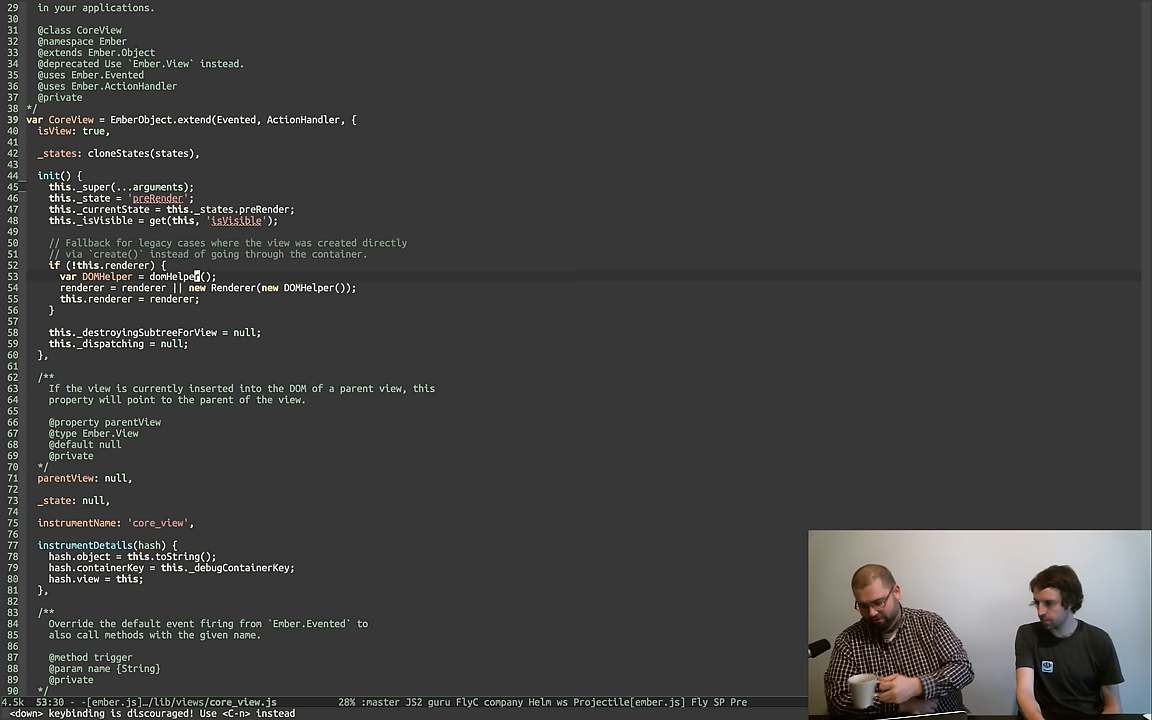 29 in your applications.
30
31 @class CoreView
32 @namespace Ember
33 @extends Ember.Object
34 @deprecated Use `Ember.View` instead.
35 @uses Ember.Evented
36 @uses Ember.ActionHandler
37 @private
38 */
39 var CoreView = EmberObject.extend(Evented, ActionHandler, {
40 isView: true,
41
42 _states: cloneStates(states),
43
44 init() {
45 this._super(...arguments);
46 this._state = 'preRender';
47 this._currentState = this._states.preRender;
48 this._isVisible = get(this, 'isVisible');
49
50 // Fallback for legacy cases where the view was created directly
51 // via `create()` instead of going through the container.
52 if (!this.renderer) {
53 var DOMHelper = domHelper();
54 renderer = renderer || new Renderer(new DOMHelper());
55 this.renderer = renderer;
56 }
57
58 this._destroyingSubtreeForView = null;
59 this._dispatching = null;
60 },
61
62 /**
63 If the view is currently inserted into the DOM of a parent view, this
64 property will point to the parent of the view.
65
66 @property parentView
67 @type Ember.View
68 @default null
69 @private
70 */
71 parentView: null,
72
73 _state: null,
74
75 instrumentName: 'core_view',
76
77 instrumentDetails(hash) {
78 hash.object = this.toString();
79 hash.containerKey = this._debugContainerKey;
80 hash.view = this;
81 },
82
83 /**
84 Override the default event firing from `Ember.Evented` to
85 also call methods with the given name.
86
87 @method trigger
88 @param name {String}
89 @private
90 */
4.5k 53:30 - -[ember.js]…/lib/views/core_view.js 28% :master JS2 guru FlyC company Helm ws Projectile[ember.js] Fly SP Pre
<down> keybinding is discouraged! Use <C-n> instead